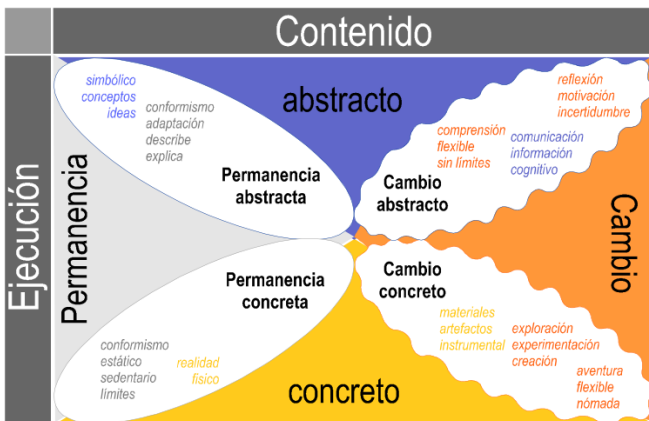 Contenido
Ejecución
Permanencia
abstracto
Cambio
concreto
simbólico
conceptos
ideas
conformismo
adaptación
describe
explica
Permanencia
abstracta
reflexión
motivación
incertidumbre
comprensión
flexible
sin límites
comunicación
información
cognitivo
Cambio
abstracto
Permanencia
concreta
conformismo
estático
sedentario
límites
realidad
físico
Cambio
concreto
materiales
artefactos
instrumental
exploración
experimentación
creación
aventura
flexible
nómada